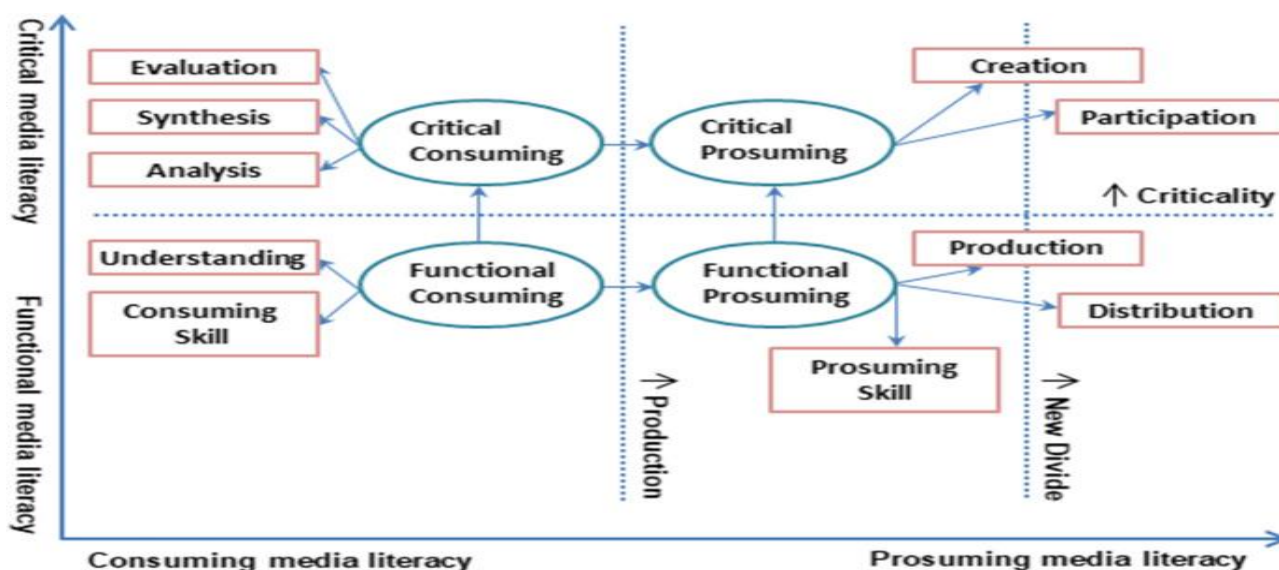 Critical media literacy
Functional media literacy
Evaluation
Synthesis
Analysis
Critical
Consuming
Critical
Prosuming
Creation
Participation
↑ Criticality
Understanding
Consuming
Skill
Functional
Consuming
Functional
Prosuming
Production
Distribution
Prosuming
Skill
↑ Production
↑ New Divide
Consuming media literacy
Prosuming media literacy